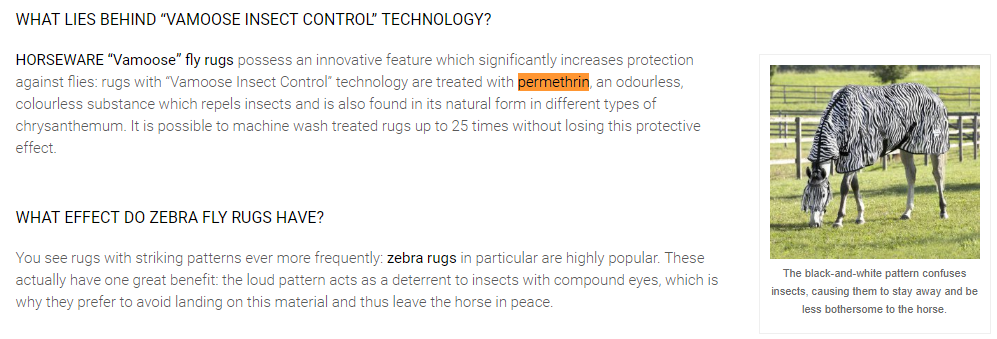 WHAT LIES BEHIND “VAMOOSE INSECT CONTROL” TECHNOLOGY?
HORSEWARE “Vamoose” fly rugs possess an innovative feature which significantly increases protection
against flies: rugs with “Vamoose Insect Control” technology are treated with permethrin, an odourless,
colourless substance which repels insects and is also found in its natural form in different types of
chrysanthemum. It is possible to machine wash treated rugs up to 25 times without losing this protective
effect.
WHAT EFFECT DO ZEBRA FLY RUGS HAVE?
You see rugs with striking patterns ever more frequently: zebra rugs in particular are highly popular. These
actually have one great benefit: the loud pattern acts as a deterrent to insects with compound eyes, which is
why they prefer to avoid landing on this material and thus leave the horse in peace.
The black-and-white pattern confuses
insects, causing them to stay away and be
less bothersome to the horse.